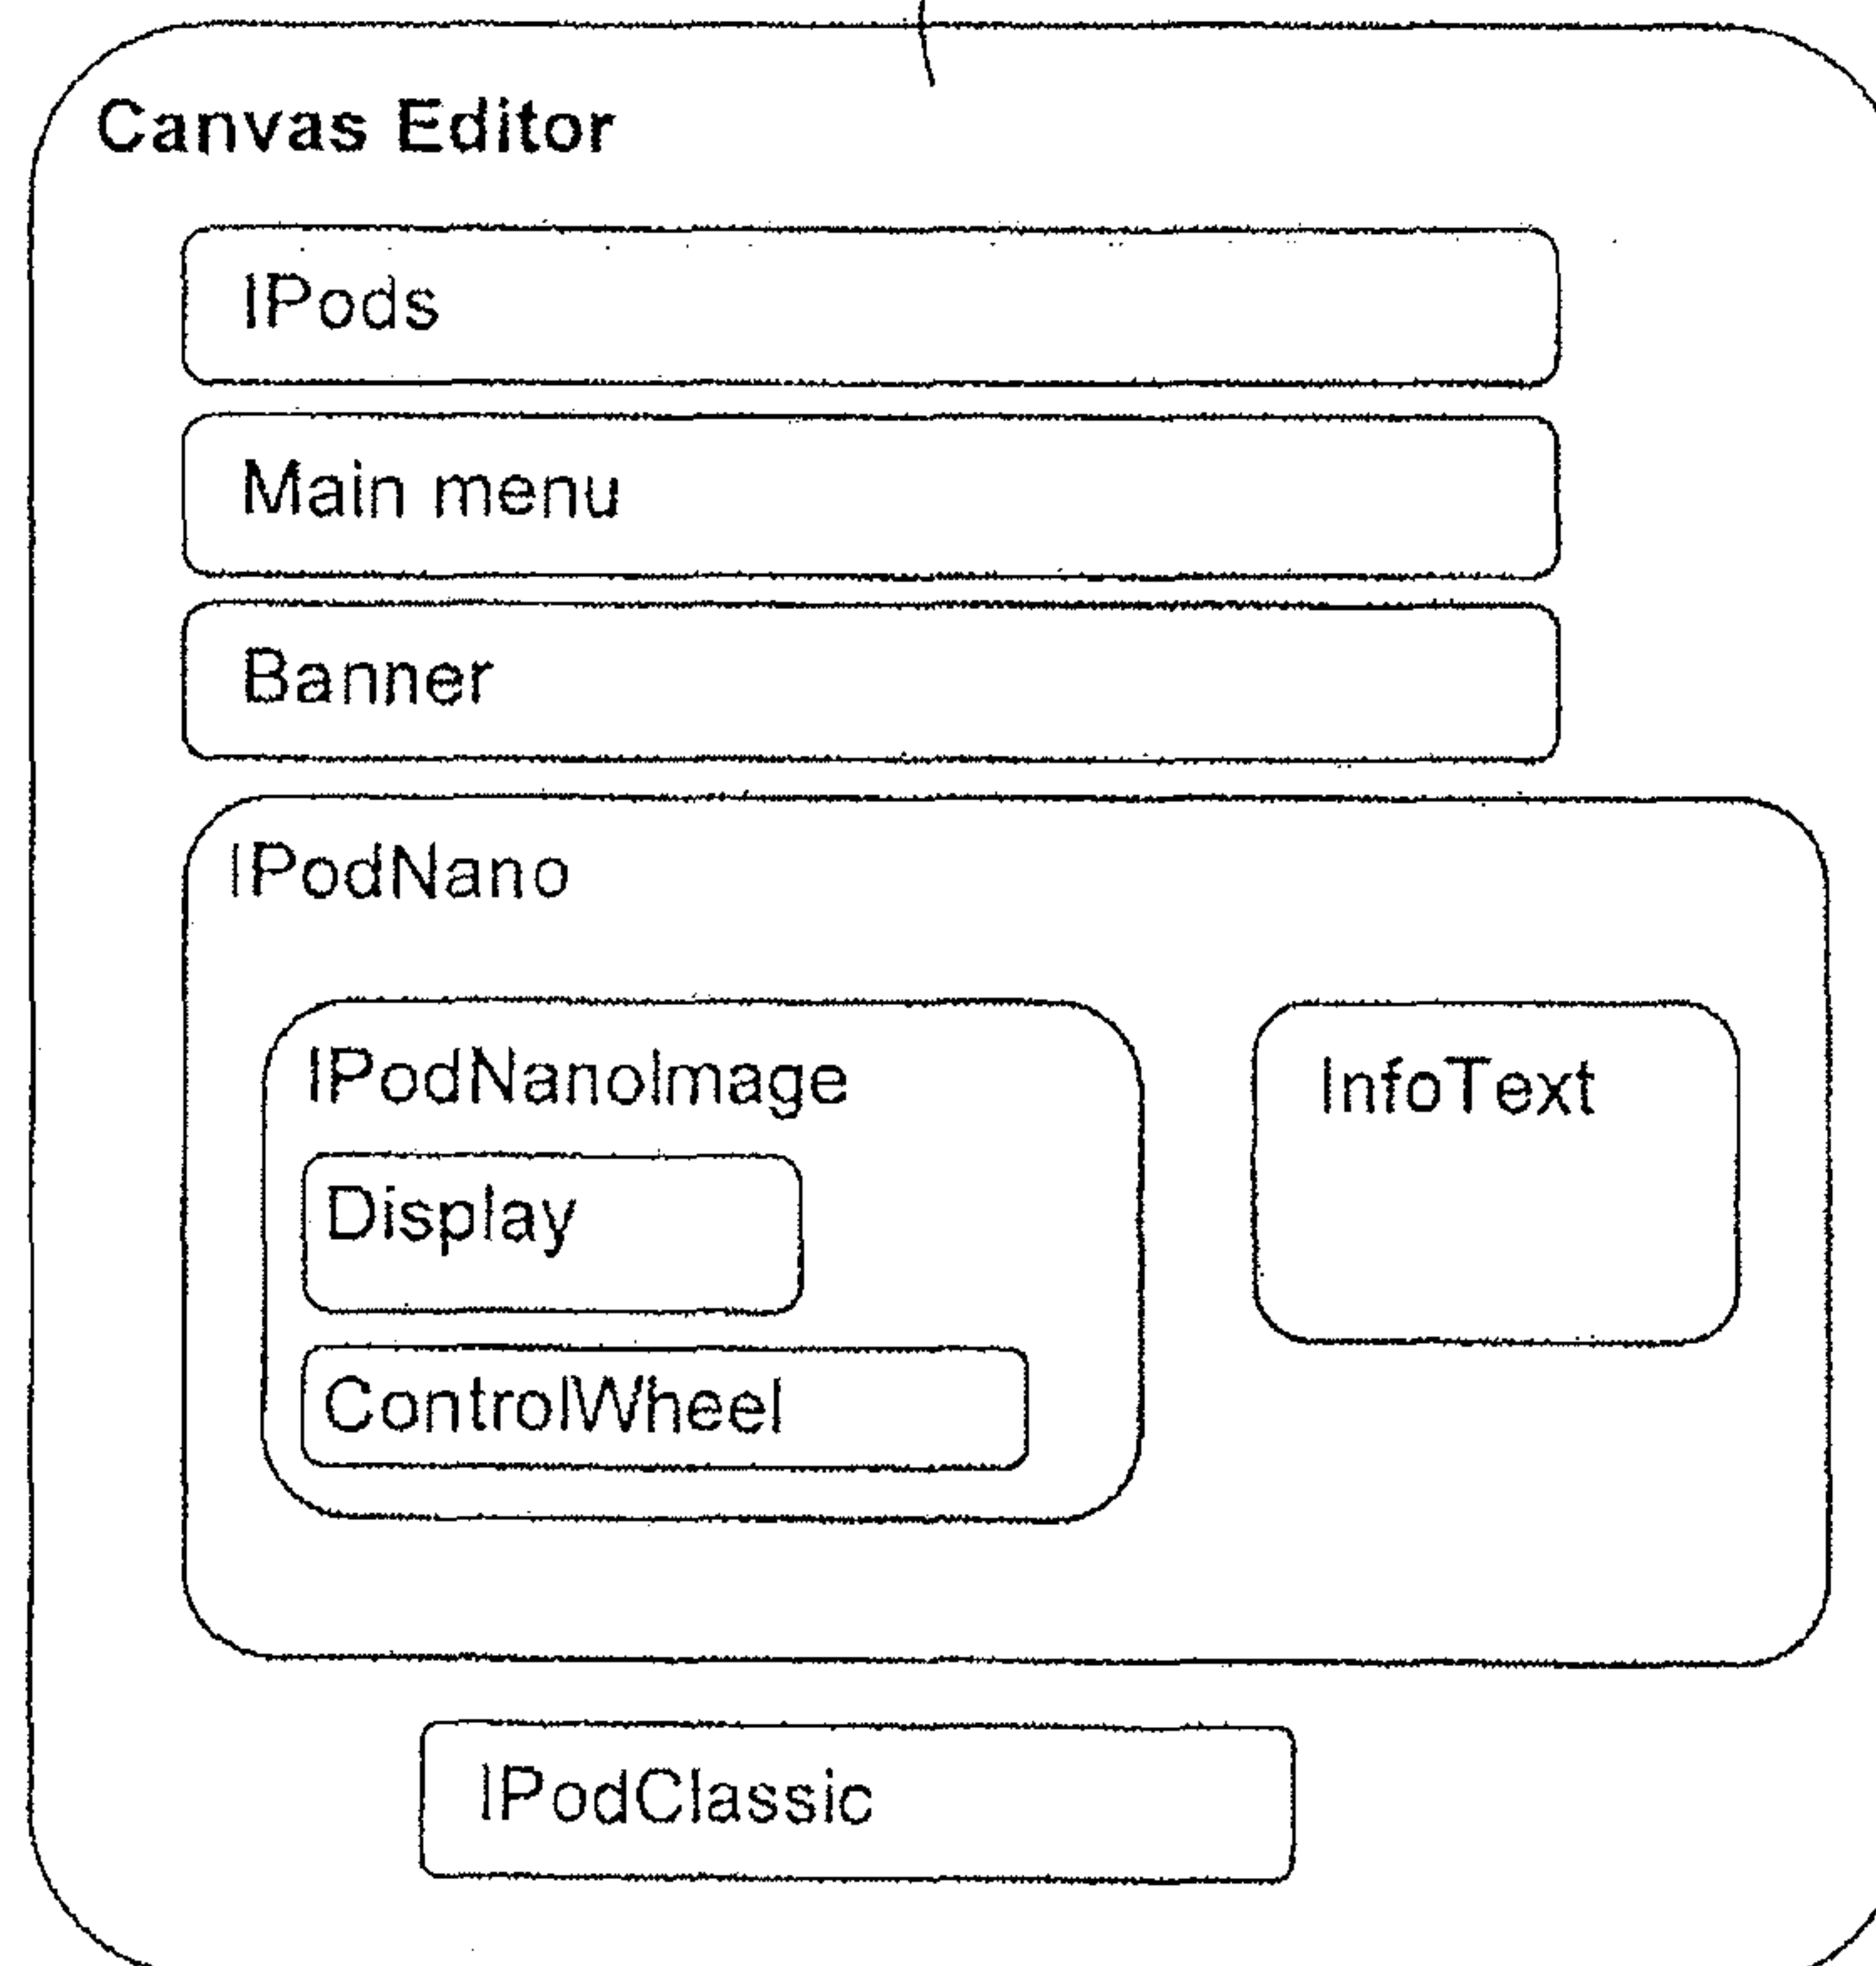 Canvas Editor
IPods
Main menu
Banner
IPodNano
IPodNanoImage
InfoText
Display
ControlWheel
IPodClassic